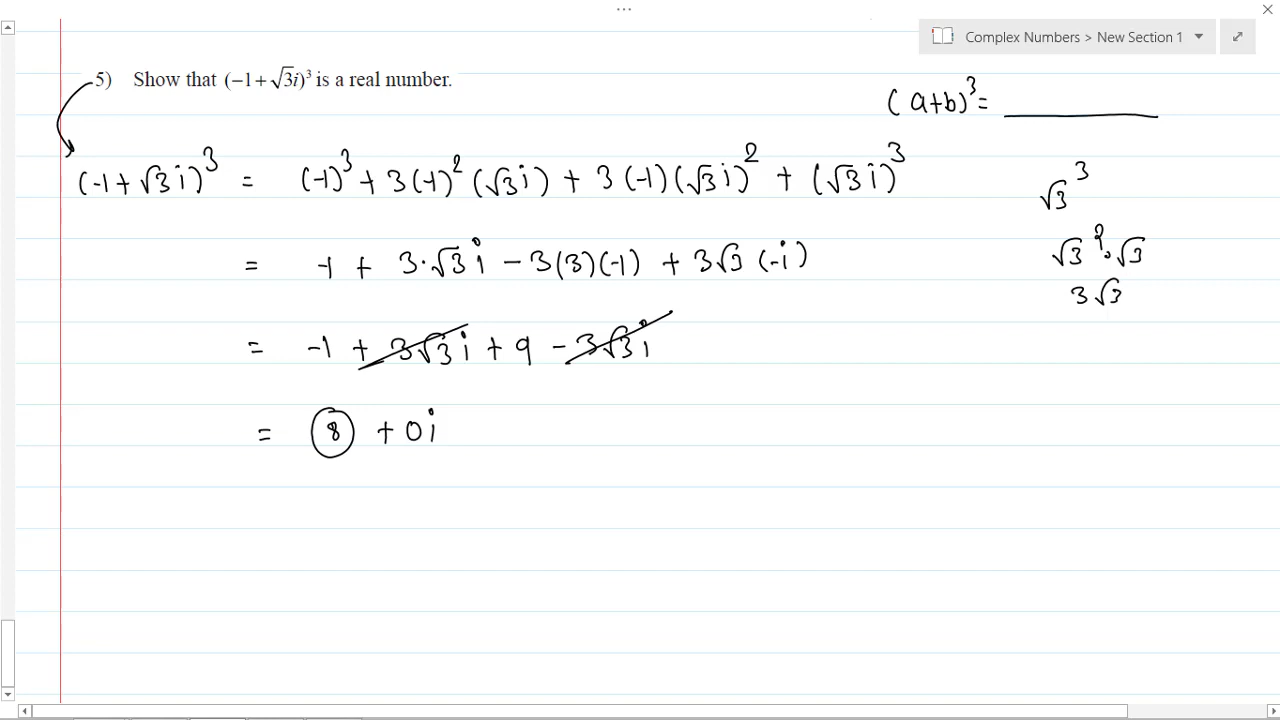 Complex Numbers > New Section 1
5) Show that (−1 + √3i)³ is a real number.
(a+b)³ = ________
(-1 + √3 i)³ = (-1)³ + 3(-1)²(√3 i) + 3(-1)(√3 i)² + (√3 i)³
√3³
= -1 + 3·√3 i - 3(3)(-1) + 3√3 (-i)
√3²·√3
3√3
= -1 + 3√3 i + 9 - 3√3 i
= 8 + 0i